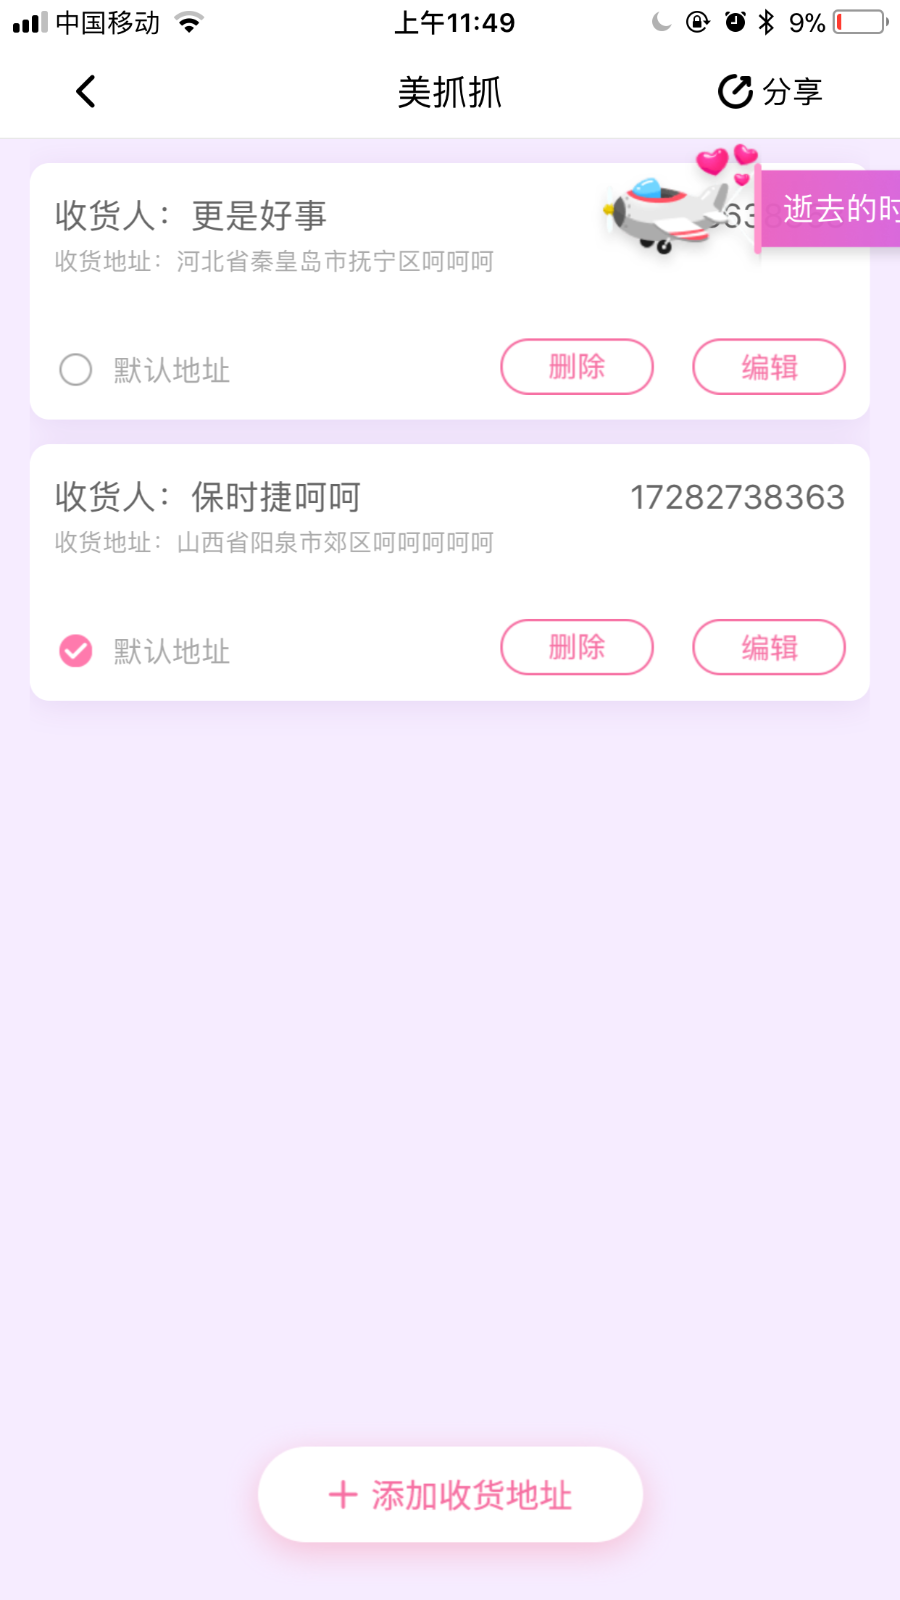 中国移动 上午11:49 9%
美抓抓 分享
逝去的时
收货人：更是好事
收货地址：河北省秦皇岛市抚宁区呵呵呵
默认地址 删除 编辑
收货人：保时捷呵呵 17282738363
收货地址：山西省阳泉市郊区呵呵呵呵呵
默认地址 删除 编辑
添加收货地址